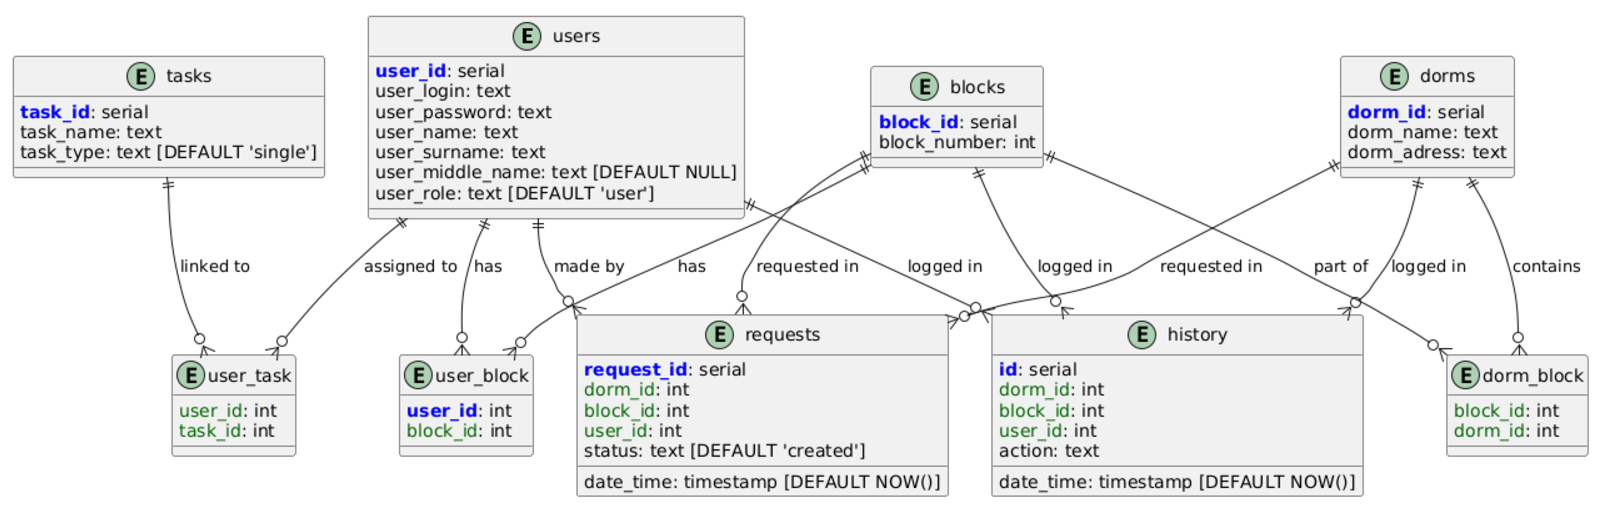 E tasks
task_id: serial
task_name: text
task_type: text [DEFAULT 'single']
E users
user_id: serial
user_login: text
user_password: text
user_name: text
user_surname: text
user_middle_name: text [DEFAULT NULL]
user_role: text [DEFAULT 'user']
E blocks
block_id: serial
block_number: int
E dorms
dorm_id: serial
dorm_name: text
dorm_adress: text
linked to
assigned to
has
made by
has
requested in
logged in
logged in
requested in
part of
logged in
contains
E user_task
user_id: int
task_id: int
E user_block
user_id: int
block_id: int
E requests
request_id: serial
dorm_id: int
block_id: int
user_id: int
status: text [DEFAULT 'created']
date_time: timestamp [DEFAULT NOW()]
E history
id: serial
dorm_id: int
block_id: int
user_id: int
action: text
date_time: timestamp [DEFAULT NOW()]
E dorm_block
block_id: int
dorm_id: int